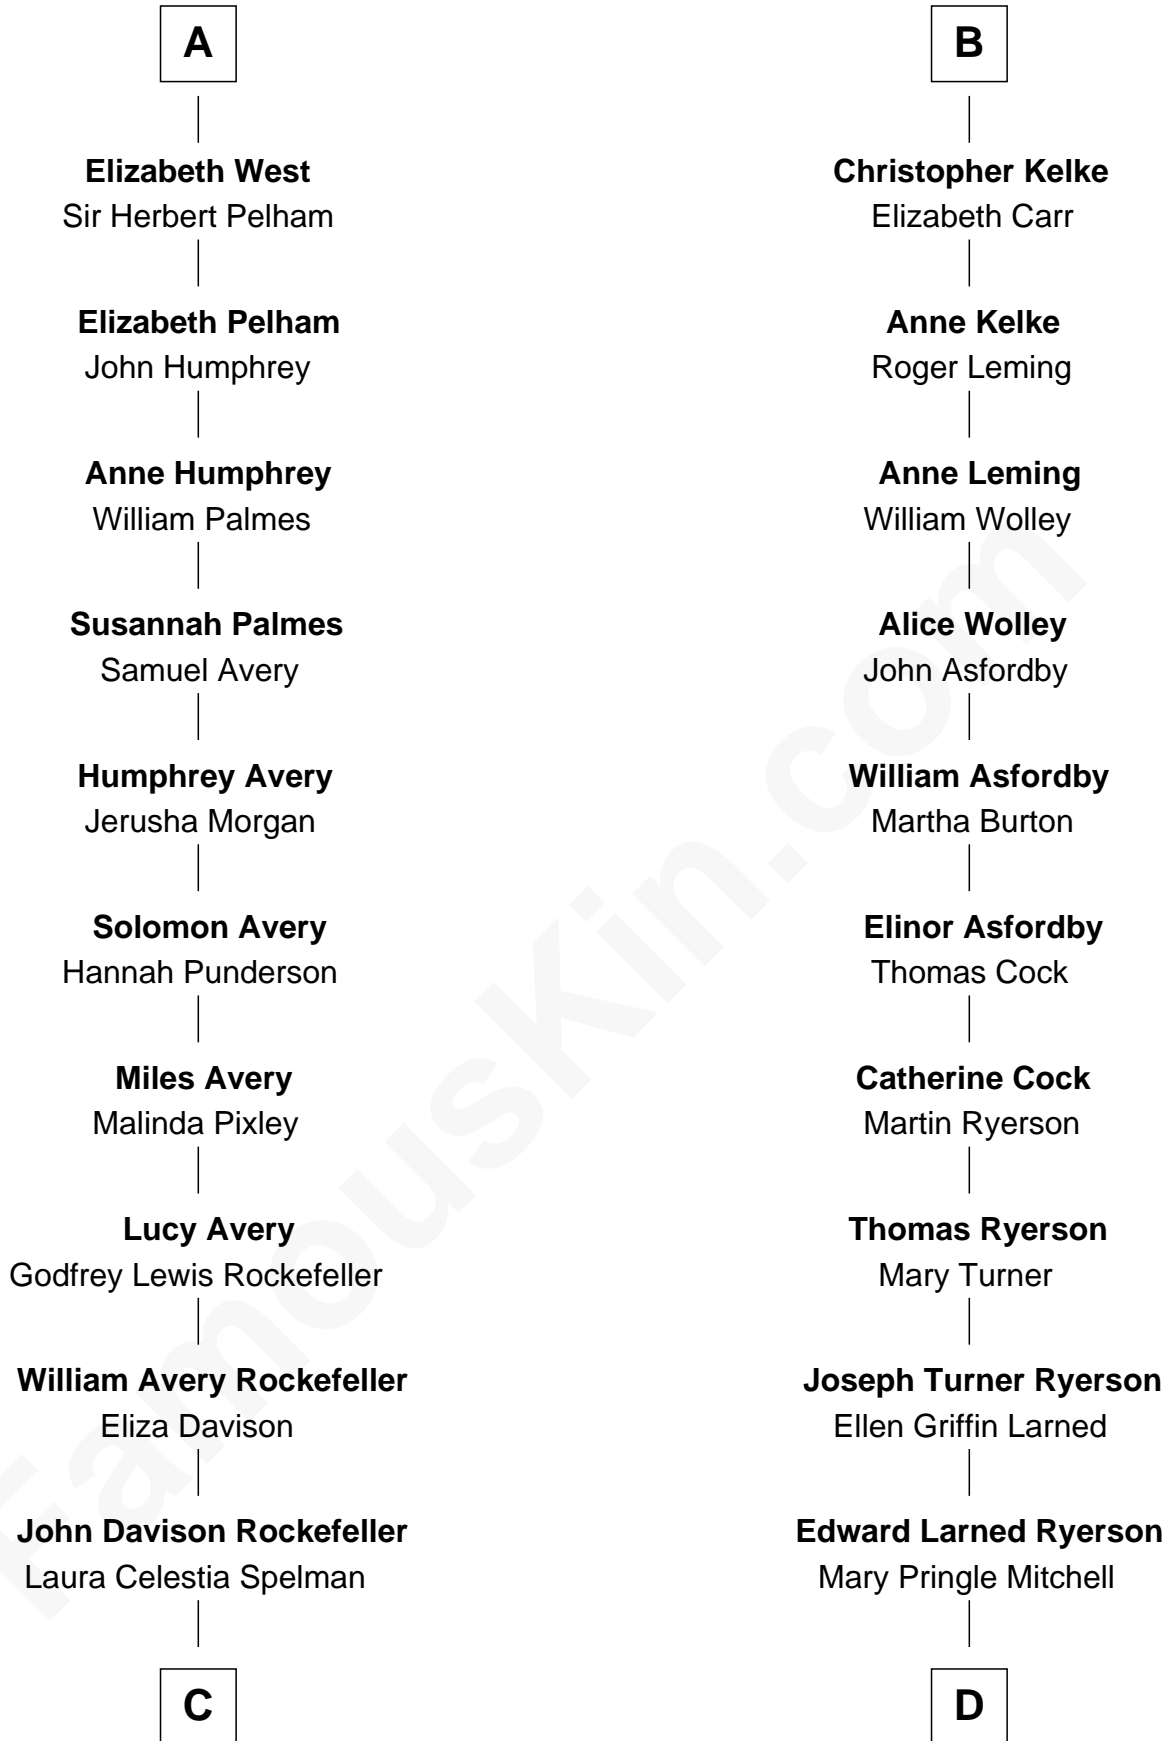 A
Elizabeth West
Sir Herbert Pelham
Elizabeth Pelham
John Humphrey
Anne Humphrey
William Palmes
Susannah Palmes
Samuel Avery
Humphrey Avery
Jerusha Morgan
Solomon Avery
Hannah Punderson
Miles Avery
Malinda Pixley
Lucy Avery
Godfrey Lewis Rockefeller
William Avery Rockefeller
Eliza Davison
John Davison Rockefeller
Laura Celestia Spelman
C
B
Christopher Kelke
Elizabeth Carr
Anne Kelke
Roger Leming
Anne Leming
William Wolley
Alice Wolley
John Asfordby
William Asfordby
Martha Burton
Elinor Asfordby
Thomas Cock
Catherine Cock
Martin Ryerson
Thomas Ryerson
Mary Turner
Joseph Turner Ryerson
Ellen Griffin Larned
Edward Larned Ryerson
Mary Pringle Mitchell
D
FamousKin.com